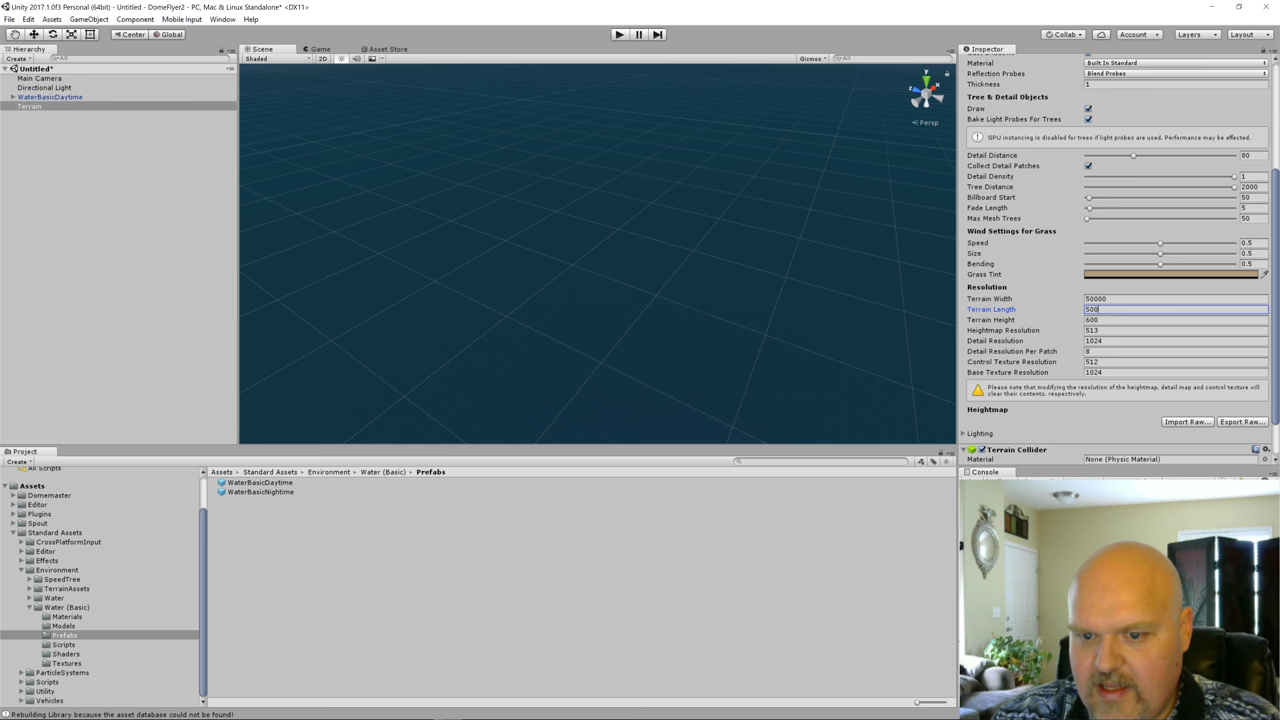 Unity 2017.1.0f3 Personal (64bit) - Untitled - DomeFlyer2 - PC, Mac & Linux Standalone* <DX11>
File Edit Assets GameObject Component Mobile Input Window Help
Center Global Collab Account Layers Layout
Hierarchy
Create All
Untitled*
Main Camera
Directional Light
WaterBasicDaytime
Terrain
Scene Game Asset Store
Shaded 2D Gizmos All
y
x
z
Persp
Inspector
Material Built In Standard
Reflection Probes Blend Probes
Thickness 1
Tree & Detail Objects
Draw
Bake Light Probes For Trees
GPU instancing is disabled for trees if light probes are used. Performance may be affected.
Detail Distance 80
Collect Detail Patches
Detail Density 1
Tree Distance 2000
Billboard Start 50
Fade Length 5
Max Mesh Trees 50
Wind Settings for Grass
Speed 0.5
Size 0.5
Bending 0.5
Grass Tint
Resolution
Terrain Width 50000
Terrain Length 500
Terrain Height 600
Heightmap Resolution 513
Detail Resolution 1024
Detail Resolution Per Patch 8
Control Texture Resolution 512
Base Texture Resolution 1024
Please note that modifying the resolution of the heightmap, detail map and control texture will
clear their contents, respectively.
Heightmap
Import Raw... Export Raw...
Lighting
Terrain Collider
Material None (Physic Material)
Console
Project
Create
All Scripts
Assets
Domemaster
Editor
Plugins
Spout
Standard Assets
CrossPlatformInput
Editor
Effects
Environment
SpeedTree
TerrainAssets
Water
Water (Basic)
Materials
Models
Prefabs
Scripts
Shaders
Textures
ParticleSystems
Scripts
Utility
Vehicles
Assets Standard Assets Environment Water (Basic) Prefabs
WaterBasicDaytime
WaterBasicNightime
Rebuilding Library because the asset database could not be found!